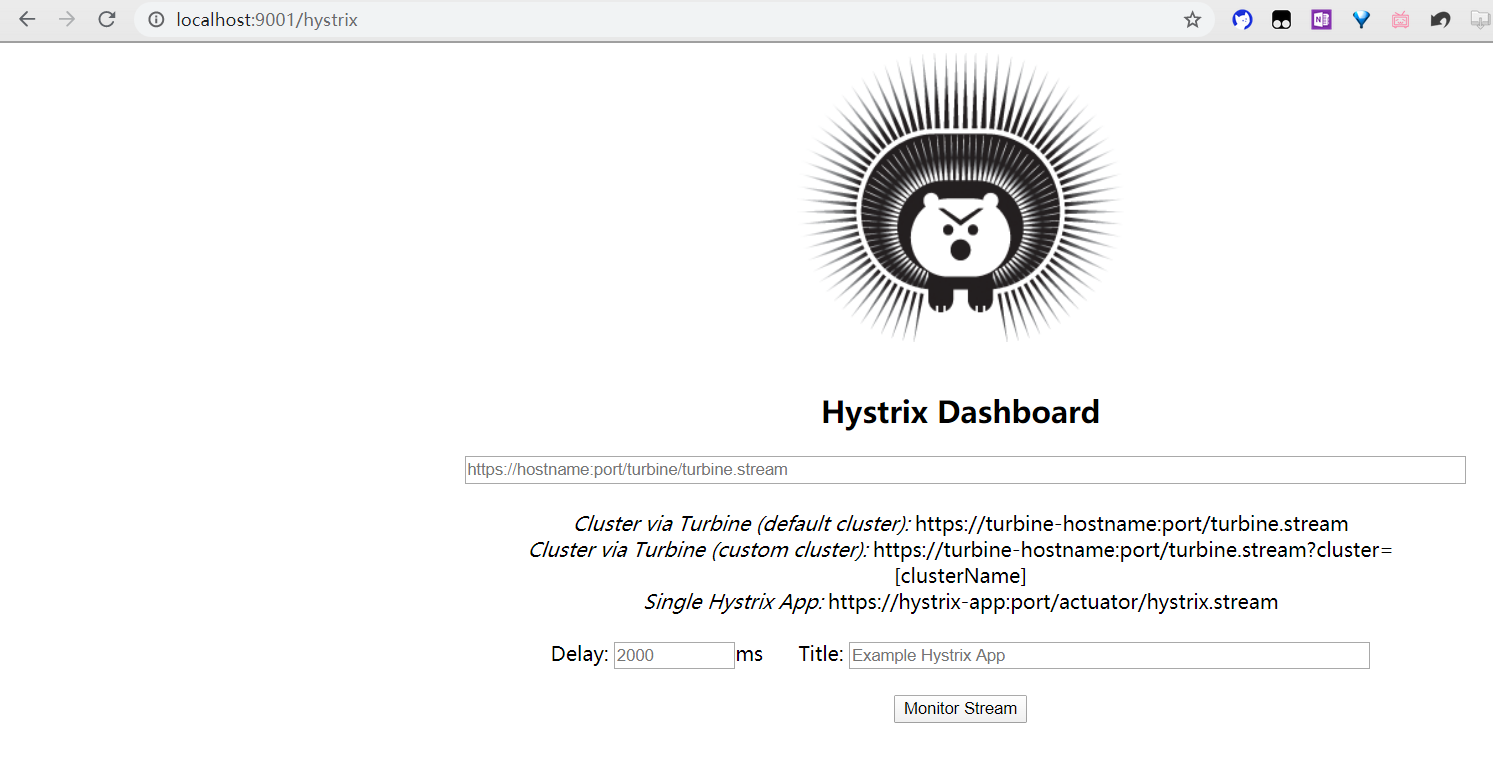 localhost:9001/hystrix
Hystrix Dashboard
https://hostname:port/turbine/turbine.stream
Cluster via Turbine (default cluster): https://turbine-hostname:port/turbine.stream
Cluster via Turbine (custom cluster): https://turbine-hostname:port/turbine.stream?cluster=
[clusterName]
Single Hystrix App: https://hystrix-app:port/actuator/hystrix.stream
Delay: 2000 ms Title: Example Hystrix App
Monitor Stream